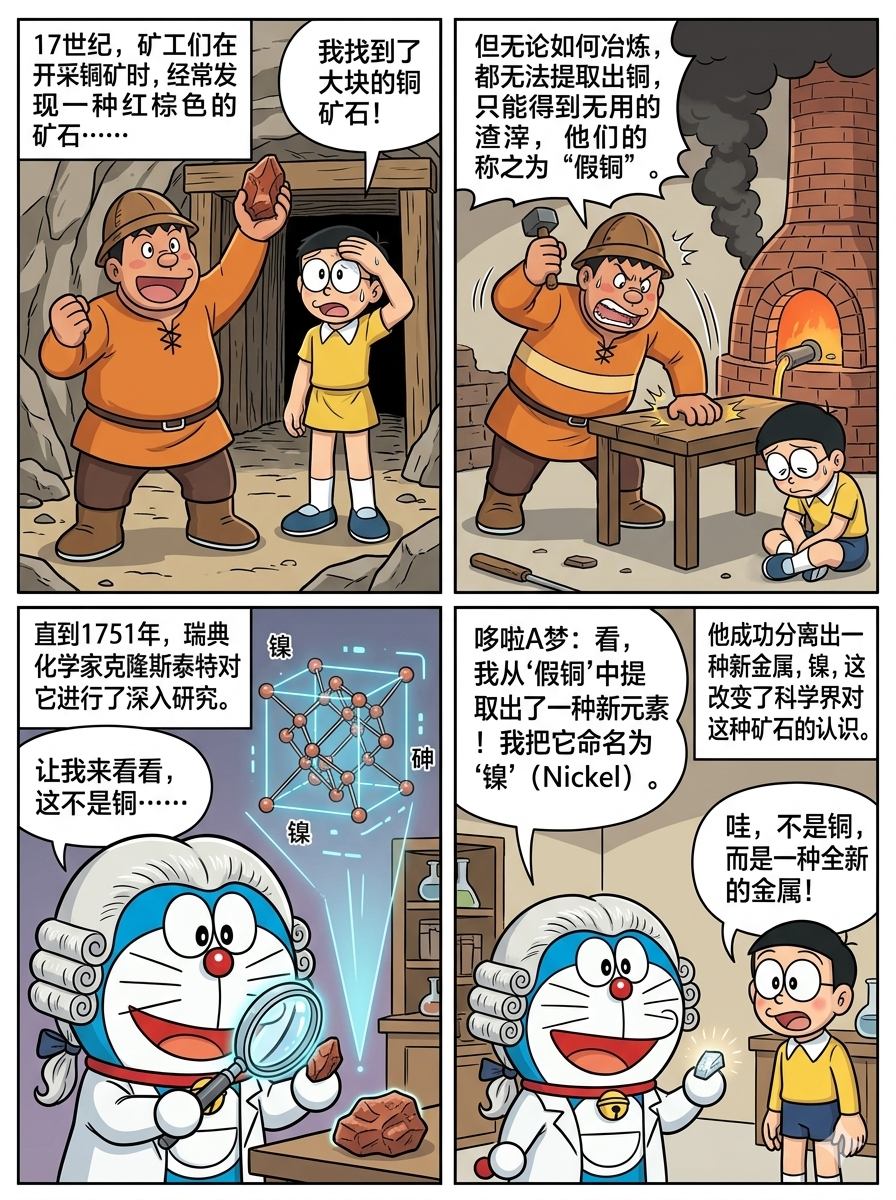 17世纪，矿工们在
开采铜矿时，经常发
现一种红棕色的
矿石……
我找到了
大块的铜
矿石！
但无论如何冶炼，
都无法提取出铜，
只能得到无用的
渣滓，他们的
称之为“假铜”。
直到1751年，瑞典
化学家克隆斯泰特对
它进行了深入研究。
镍
砷
镍
让我来看看，
这不是铜……
哆啦A梦：看，
我从‘假铜’中提
取出了一种新元素
！我把它命名为
‘镍’（Nickel）。
他成功分离出一
种新金属，镍，这
改变了科学界对
这种矿石的认识。
哇，不是铜，
而是一种全新
的金属！